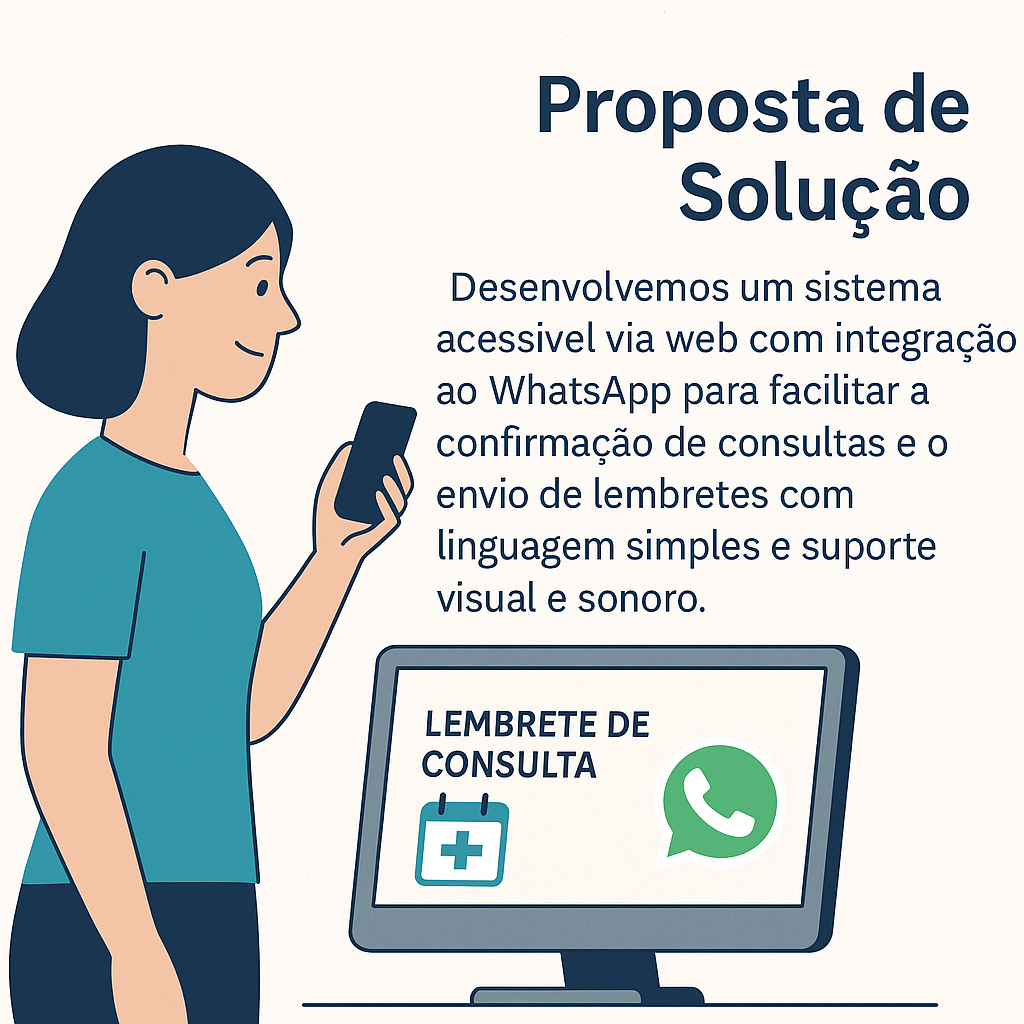 Proposta de
Solução
Desenvolvemos um sistema
acessivel via web com integração
ao WhatsApp para facilitar a
confirmação de consultas e o
envio de lembretes com
linguagem simples e suporte
visual e sonoro.
LEMBRETE DE
CONSULTA